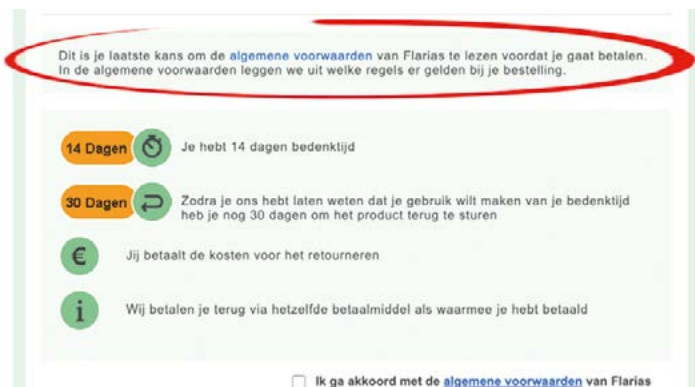 Dit is je laatste kans om de algemene voorwaarden van Flarias te lezen voordat je gaat betalen.
In de algemene voorwaarden leggen we uit welke regels er gelden bij je bestelling.
14 Dagen Je hebt 14 dagen bedenktijd
30 Dagen Zodra je ons hebt laten weten dat je gebruik wilt maken van je bedenktijd
heb je nog 30 dagen om het product terug te sturen
€ Jij betaalt de kosten voor het retourneren
i Wij betalen je terug via hetzelfde betaalmiddel als waarmee je hebt betaald
Ik ga akkoord met de algemene voorwaarden van Flarias